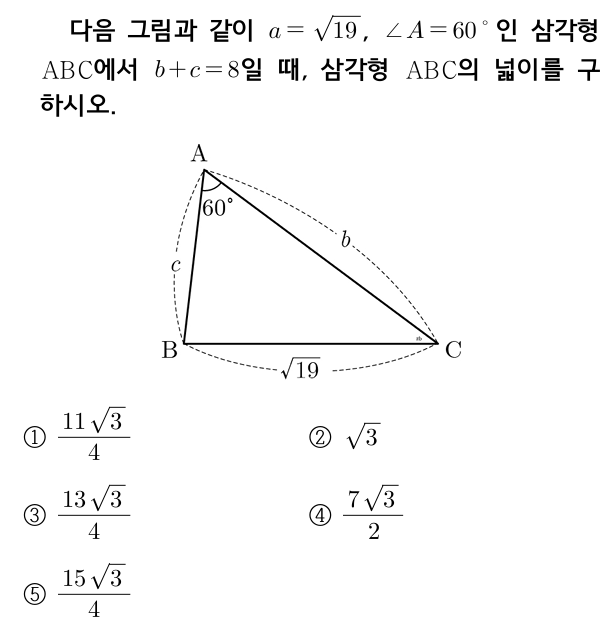 다음 그림과 같이 a = √19, ∠A = 60°인 삼각형
ABC에서 b+c=8일 때, 삼각형 ABC의 넓이를 구
하시오.
A
60°
b
c
B
C
√19
① 11√3/4
② √3
③ 13√3/4
④ 7√3/2
⑤ 15√3/4